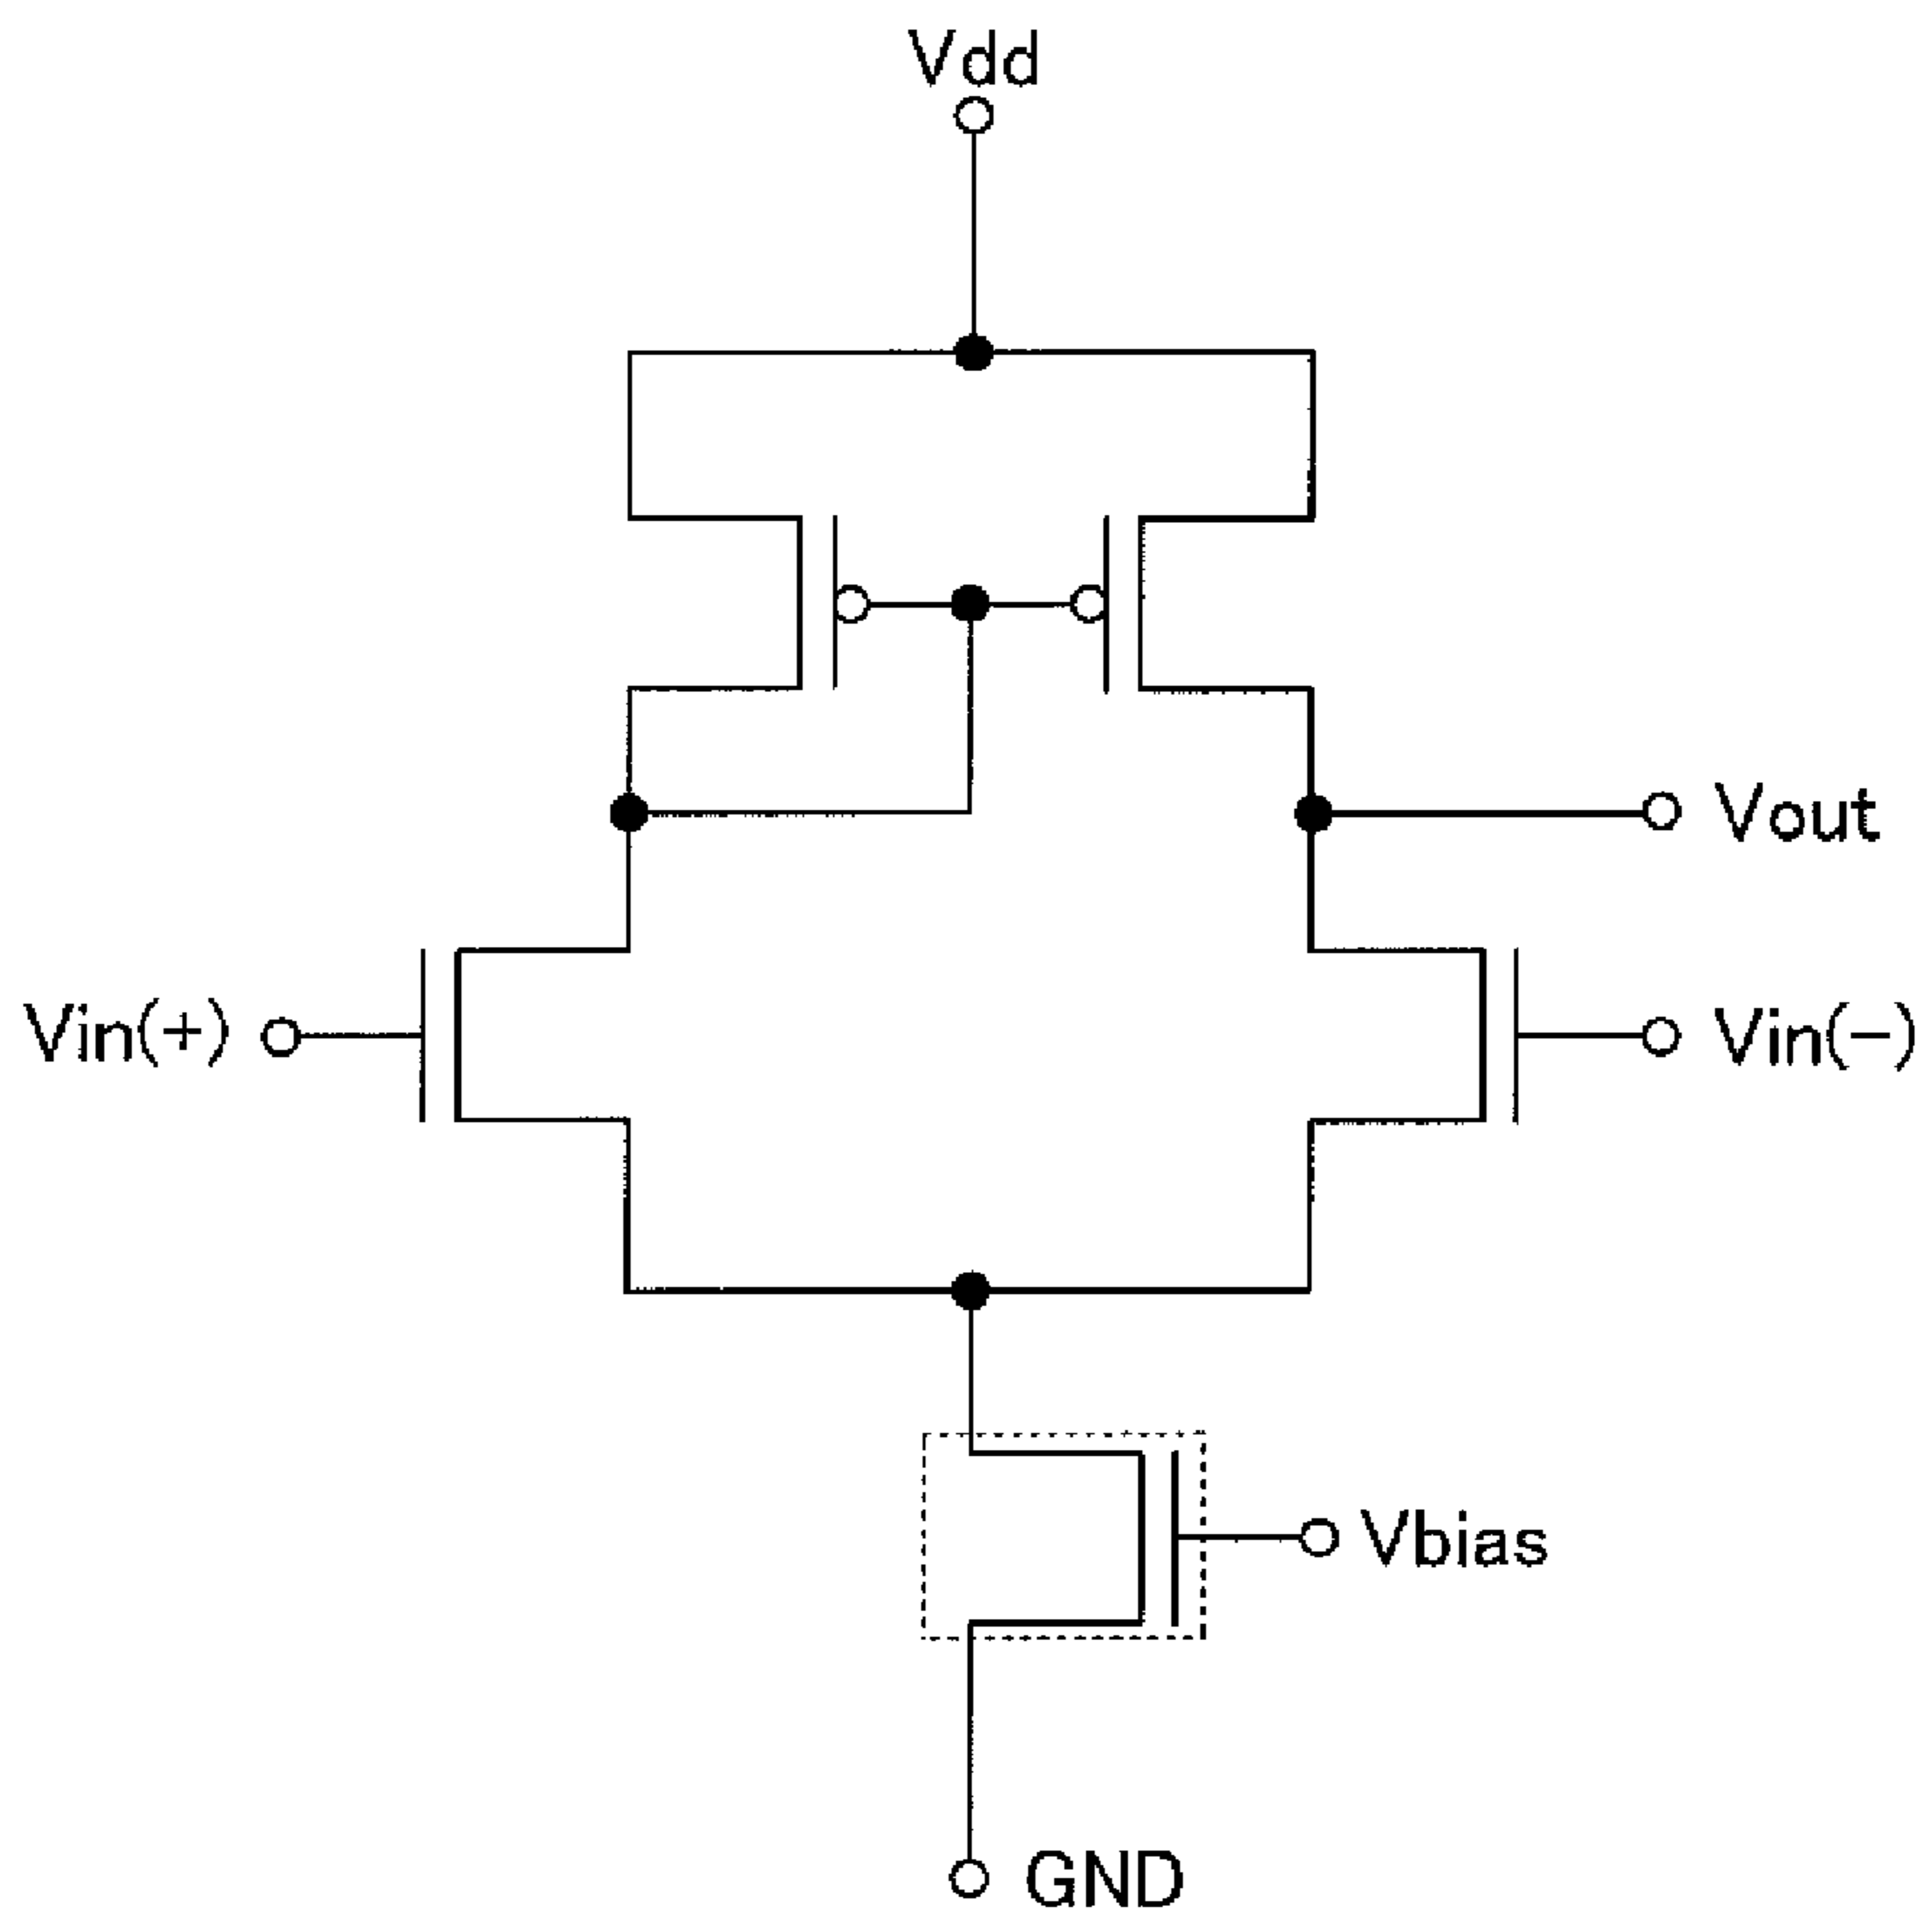 Vdd
Vout
Vin(+)
Vin(−)
Vbias
GND